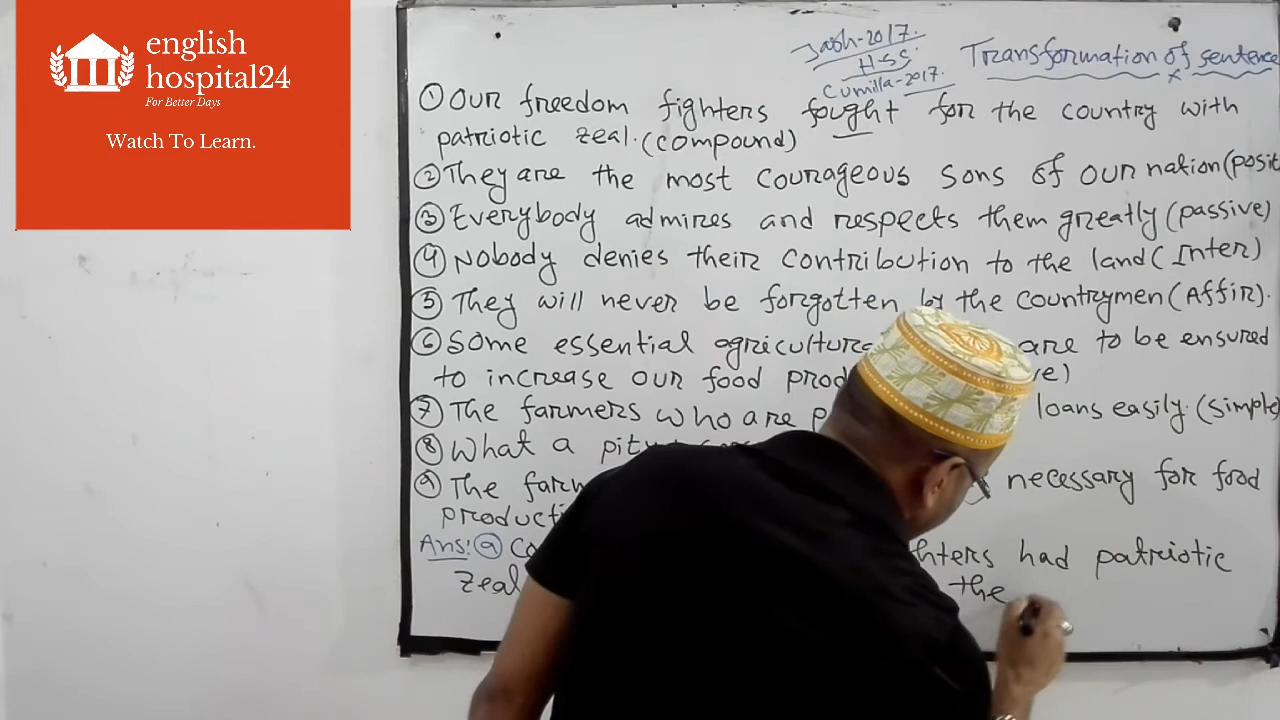 english
hospital24
For Better Days
Watch To Learn.
Jash-2017.
H.S.C
Cumilla-2017.
Transformation of sentence
① Our freedom fighters fought for the country with
patriotic zeal. (compound)
② They are the most courageous sons of our nation (posit
③ Everybody admires and respects them greatly (passive)
④ Nobody denies their contribution to the land (Inter)
⑤ They will never be forgotten by the countrymen (Affir).
⑥ Some essential agricultura are to be ensured
to increase our food prod ve)
⑦ The farmers who are p loans easily. (simple)
⑧ What a pity
⑨ The farm necessary for food
producti
Ans: ⓐ Co hters had patriotic
zeal the